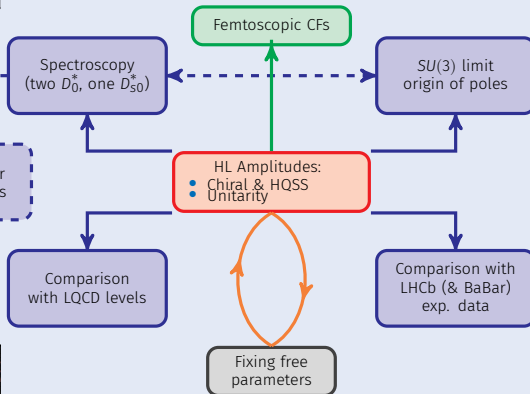 Femtoscopic CFs
Spectroscopy
(two D₀*, one D*ₛ₀)
SU(3) limit
origin of poles
HL Amplitudes:
• Chiral & HQSS
• Unitarity
r
s
Comparison
with LQCD levels
Comparison with
LHCb (& BaBar)
exp. data
Fixing free
parameters